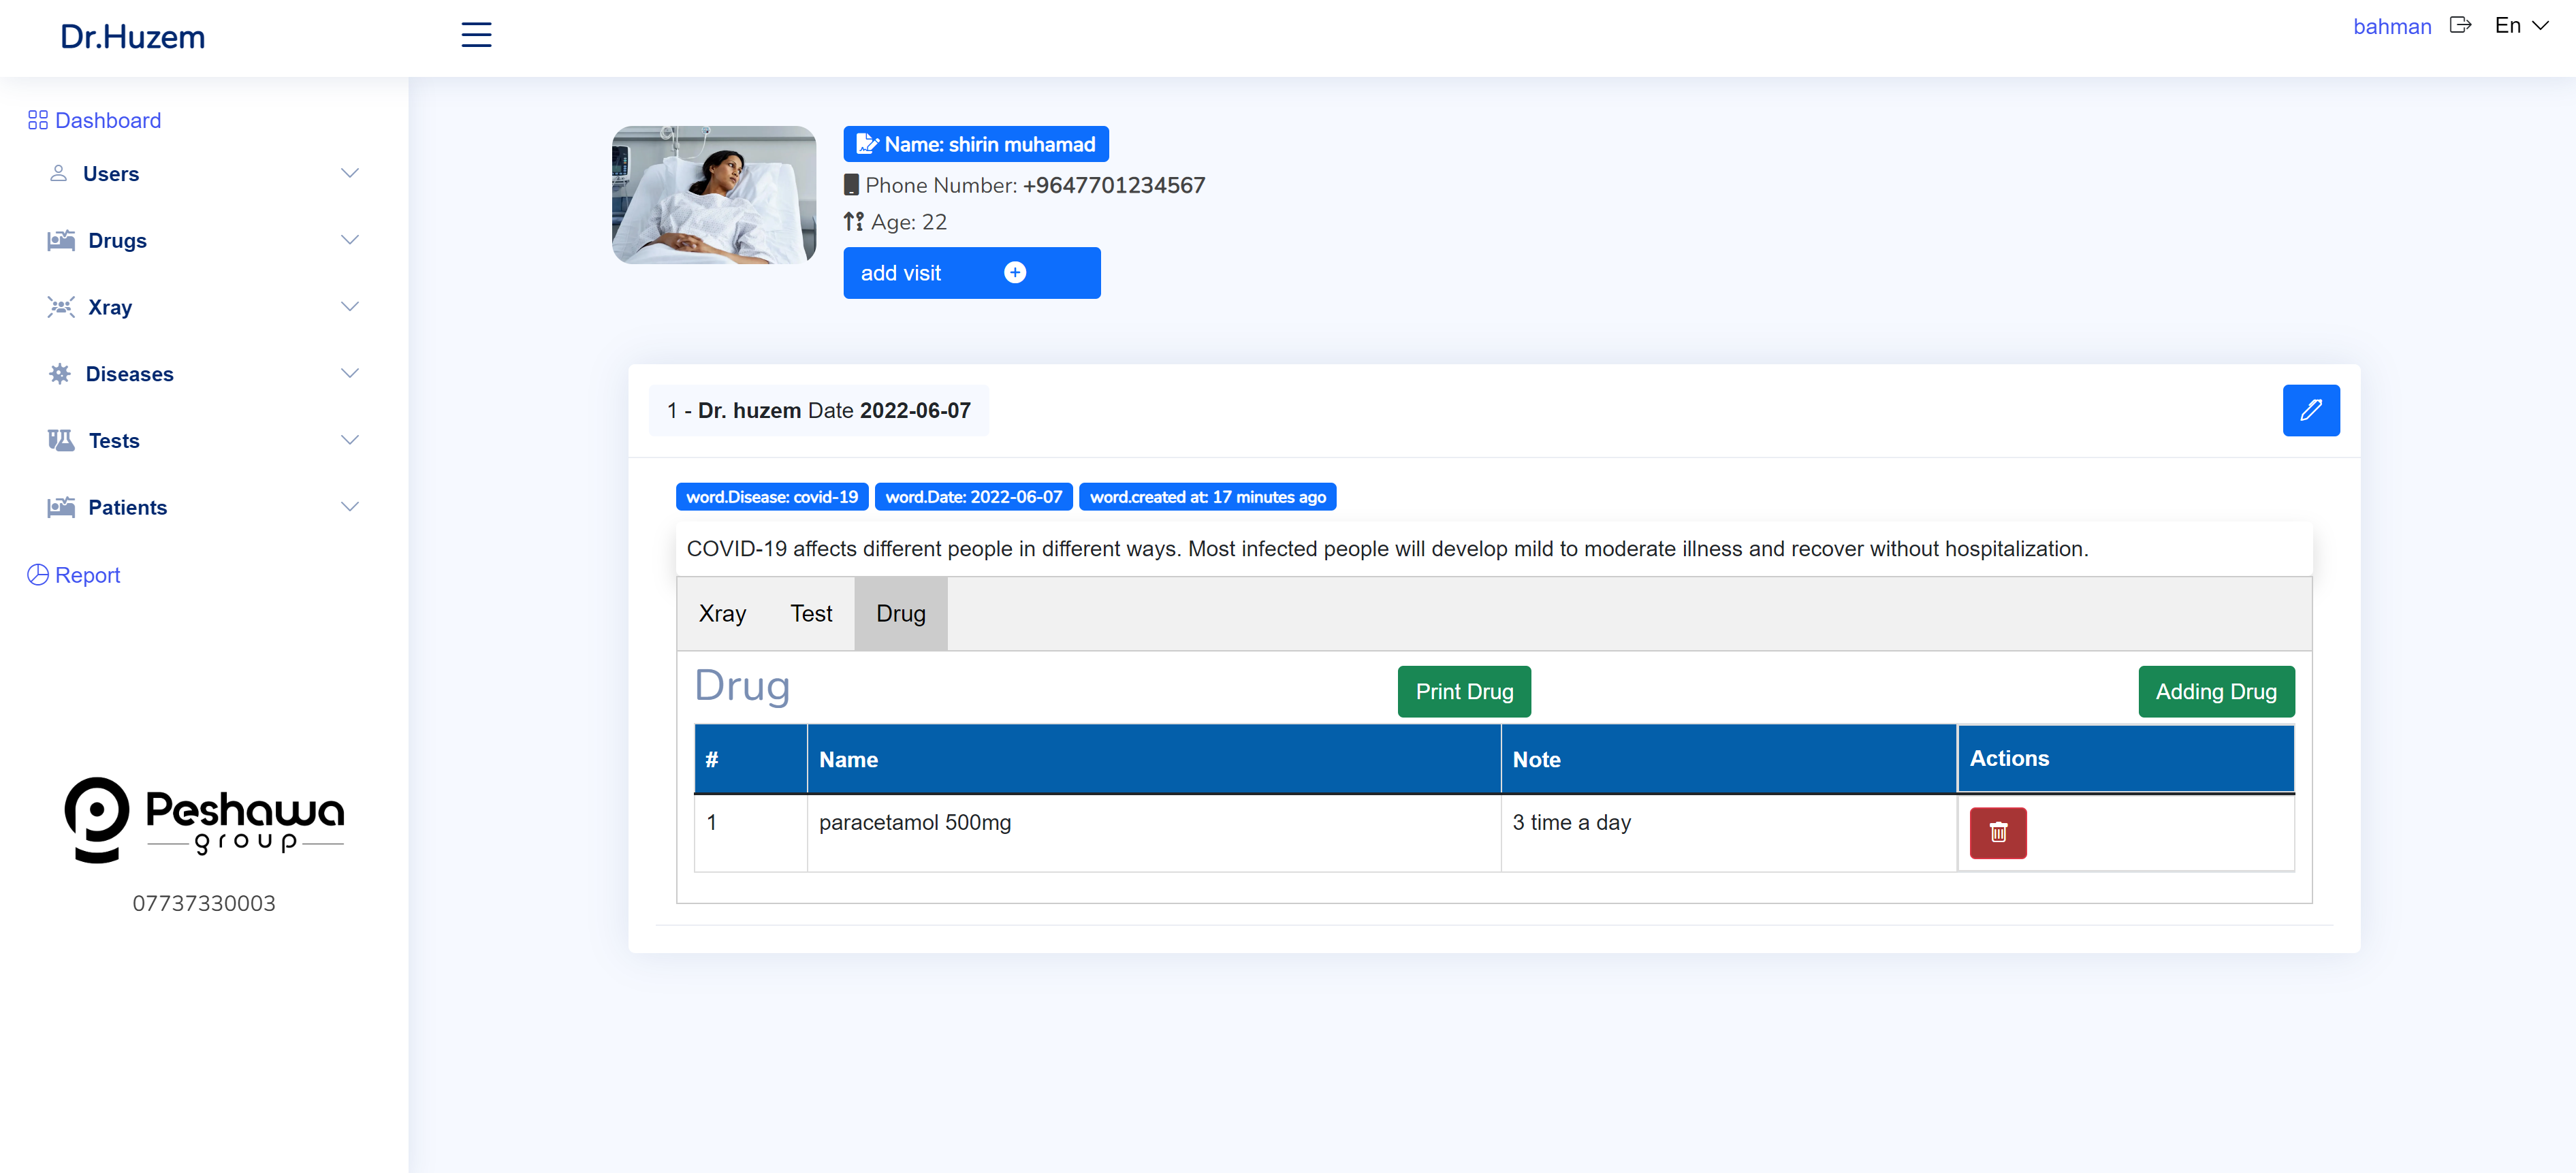 Dr.Huzem
bahman En
Dashboard
Users
Drugs
Xray
Diseases
Tests
Patients
Report
Peshawa
group
07737330003
Name: shirin muhamad
Phone Number: +9647701234567
Age: 22
add visit
1 - Dr. huzem Date 2022-06-07
word.Disease: covid-19 word.Date: 2022-06-07 word.created at: 17 minutes ago
COVID-19 affects different people in different ways. Most infected people will develop mild to moderate illness and recover without hospitalization.
Xray Test Drug
Drug Print Drug Adding Drug
# Name Note Actions
1 paracetamol 500mg 3 time a day